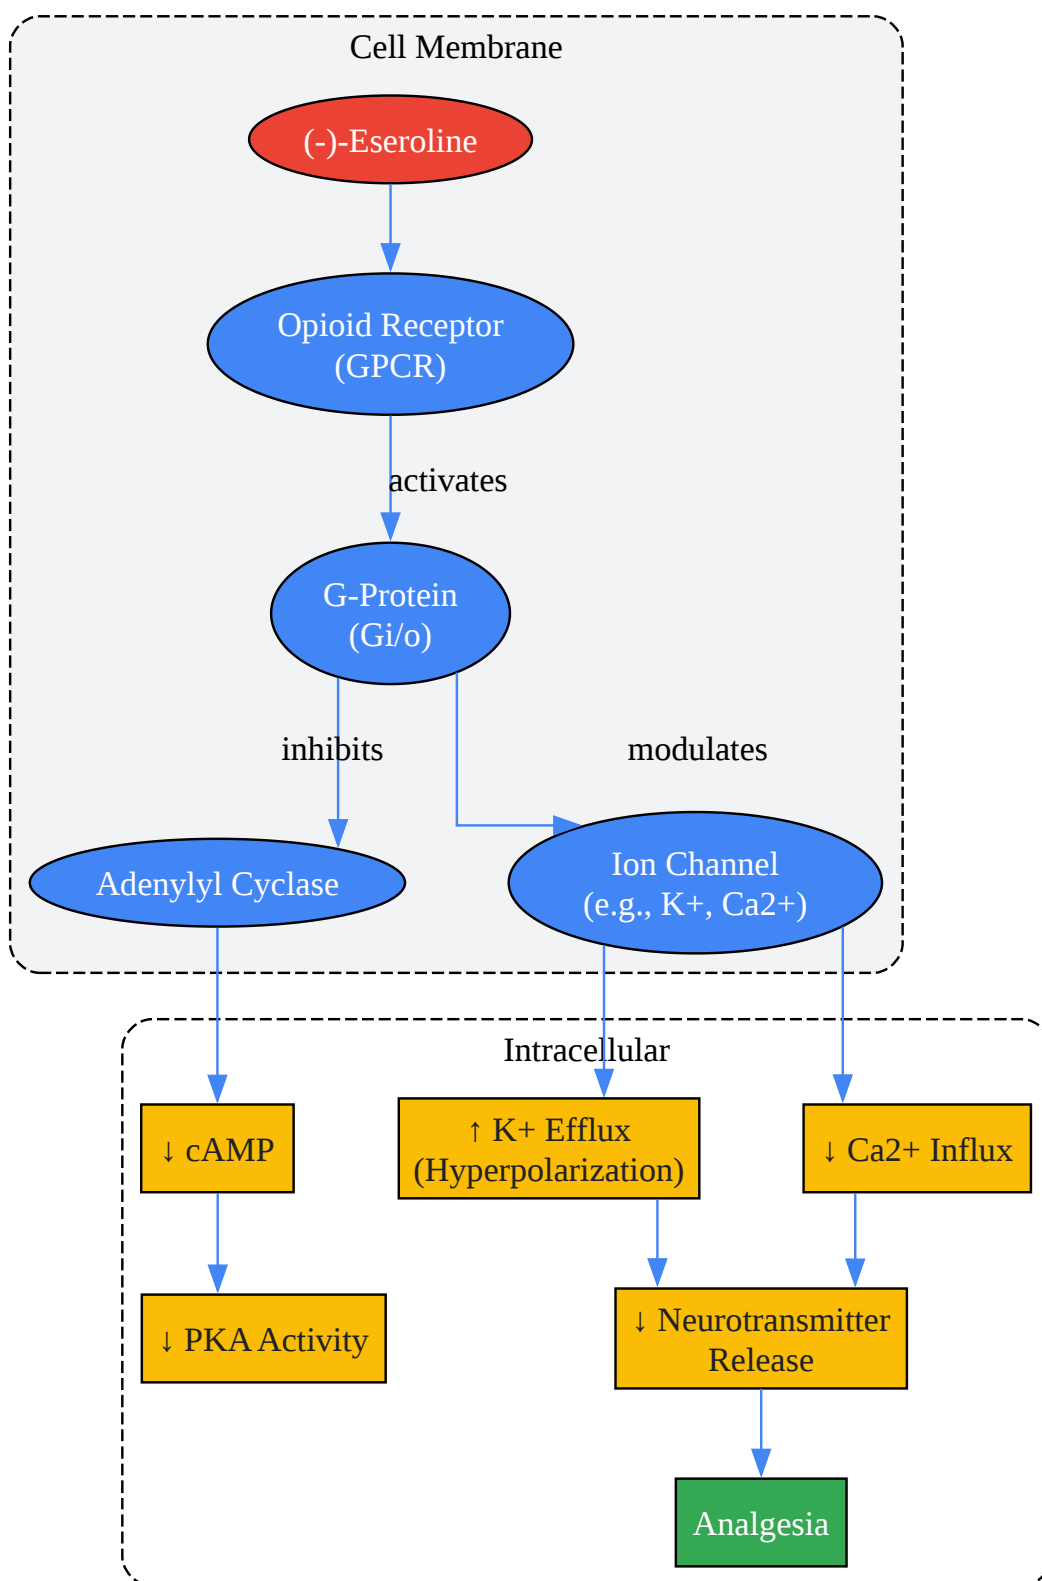 Cell Membrane
(-)-Eseroline
Opioid Receptor
(GPCR)
activates
G-Protein
(Gi/o)
inhibits
modulates
Adenylyl Cyclase
Ion Channel
(e.g., K+, Ca2+)
Intracellular
↓ cAMP
↑ K+ Efflux
(Hyperpolarization)
↓ Ca2+ Influx
↓ PKA Activity
↓ Neurotransmitter
Release
Analgesia